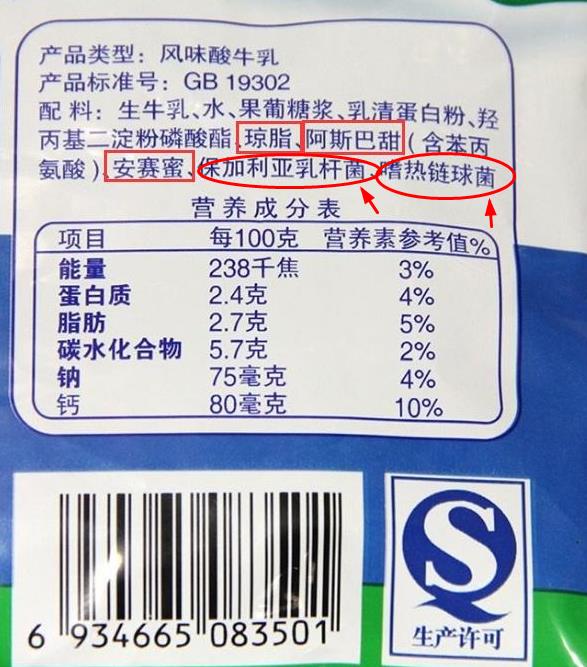 产品类型：风味酸牛乳
产品标准号：GB 19302
配料：生牛乳、水、果葡糖浆、乳清蛋白粉、羟
丙基二淀粉磷酸酯、琼脂、阿斯巴甜(含苯丙
氨酸)、安赛蜜、保加利亚乳杆菌、嗜热链球菌
营养成分表
项目 每100克 营养素参考值%
能量 238千焦 3%
蛋白质 2.4克 4%
脂肪 2.7克 5%
碳水化合物 5.7克 2%
钠 75毫克 4%
钙 80毫克 10%
6 934665 083501
生产许可